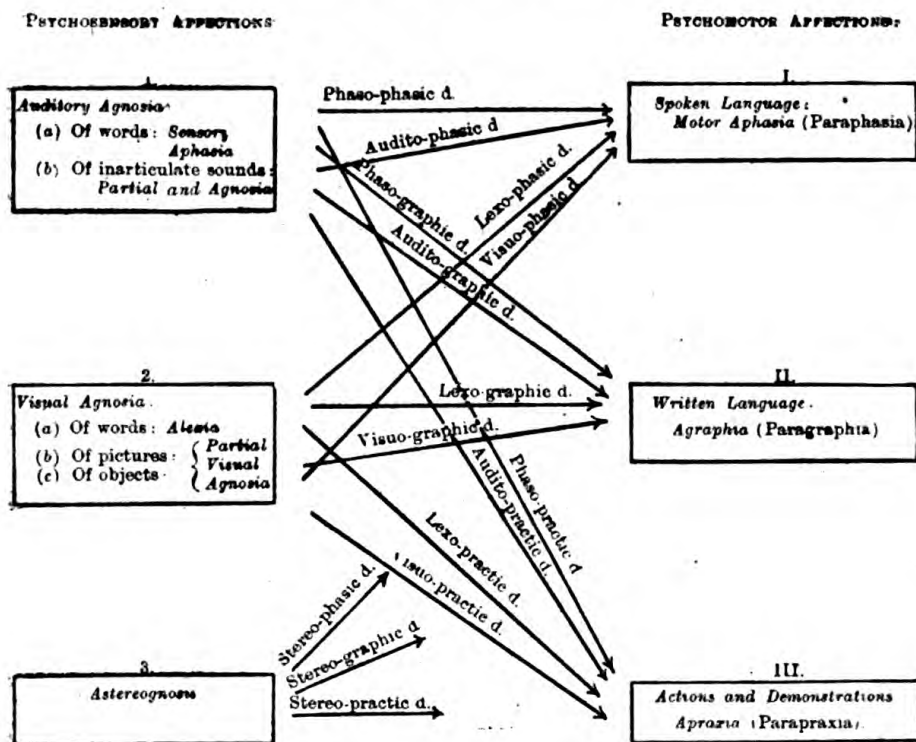 PSYCHOSENSORY AFFECTIONS
PSYCHOMOTOR AFFECTIONS:
1.
Auditory Agnosia
(a) Of words: Sensory
Aphasia
(b) Of inarticulate sounds:
Partial and Agnosia
Phaso-phasic d.
Audito-phasic d
Phaso-graphic d.
Audito-graphic d.
Lexo-phasic d.
Visuo-phasic d.
I.
Spoken Language:
Motor Aphasia (Paraphasia)
2.
Visual Agnosia.
(a) Of words: Alexia
(b) Of pictures: { Partial
(c) Of objects. Visual
Agnosia
Lexo-graphic d.
Visuo-graphic d.
II.
Written Language.
Agraphia (Paragraphia)
Phaso-practic d
Audito-practic d.
Lexo-practic d.
Visuo-practic d.
3.
Astereognosis
Stereo-phasic d.
Stereo-graphic d
Stereo-practic d.
III.
Actions and Demonstrations
Apraxia (Parapraxia).